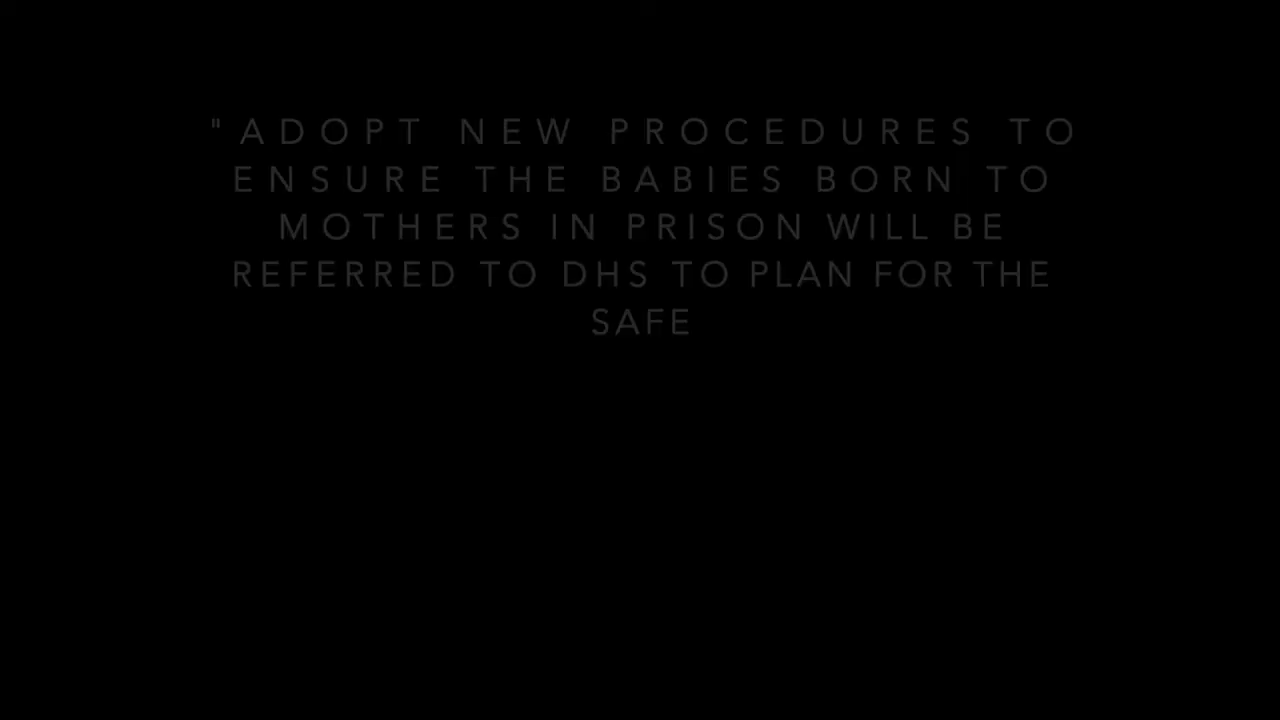 "ADOPT NEW PROCEDURES TO
ENSURE THE BABIES BORN TO
MOTHERS IN PRISON WILL BE
REFERRED TO DHS TO PLAN FOR THE
SAFE